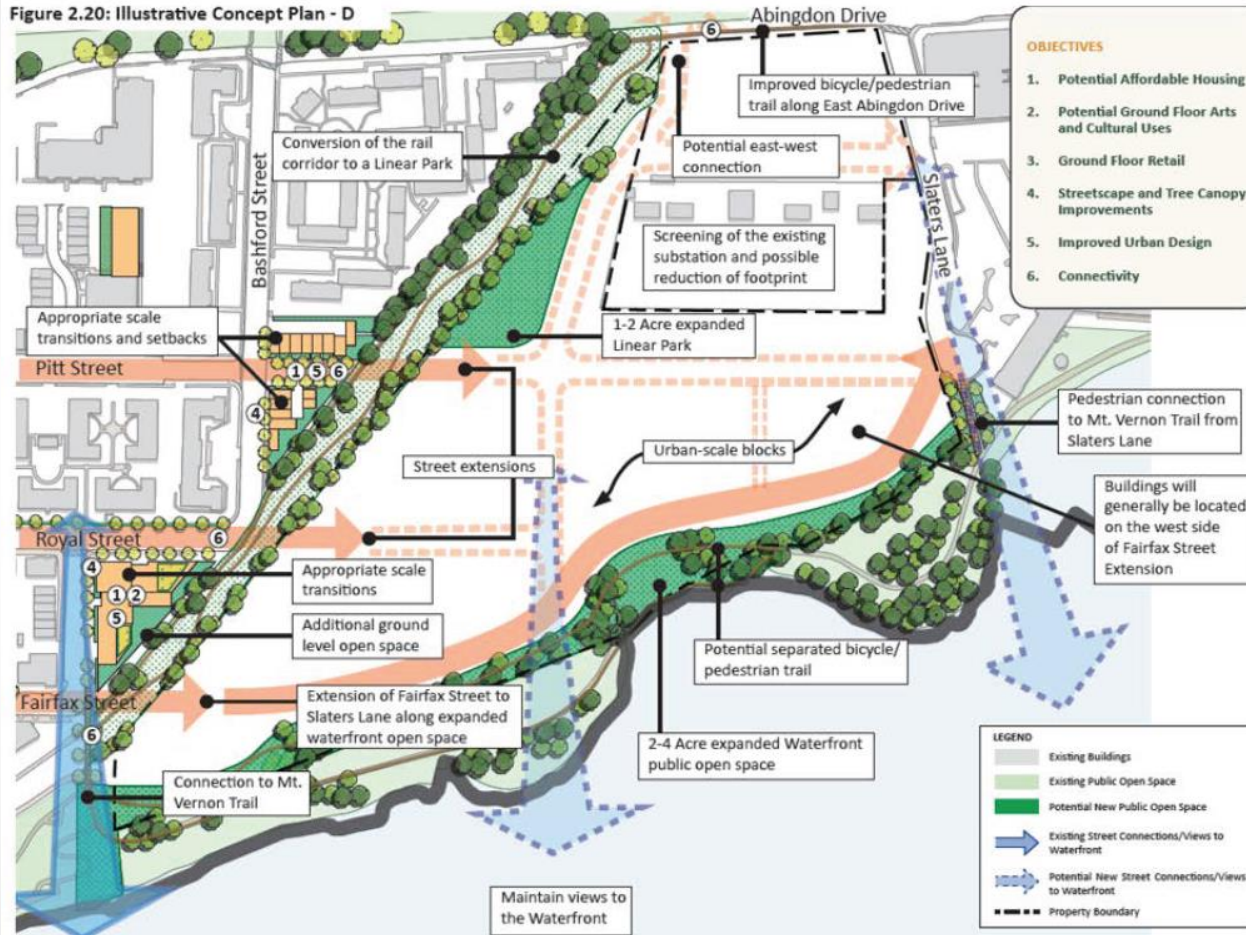 Figure 2.20: Illustrative Concept Plan - D
Abingdon Drive
6
OBJECTIVES
1. Potential Affordable Housing
2. Potential Ground Floor Arts
and Cultural Uses
3. Ground Floor Retail
4. Streetscape and Tree Canopy
Improvements
5. Improved Urban Design
6. Connectivity
Improved bicycle/pedestrian
trail along East Abingdon Drive
Conversion of the rail
corridor to a Linear Park
Potential east-west
connection
Bashford Street
Slaters Lane
Screening of the existing
substation and possible
reduction of footprint
Appropriate scale
transitions and setbacks
1-2 Acre expanded
Linear Park
Pitt Street
1 5 6
4
Pedestrian connection
to Mt. Vernon Trail from
Slaters Lane
Urban-scale blocks
Street extensions
Buildings will
generally be located
on the west side
of Fairfax Street
Extension
Royal Street
6
4
Appropriate scale
transitions
1 2
5
Additional ground
level open space
Potential separated bicycle/
pedestrian trail
Fairfax Street
Extension of Fairfax Street to
Slaters Lane along expanded
waterfront open space
6
2-4 Acre expanded Waterfront
public open space
Connection to Mt.
Vernon Trail
Maintain views to
the Waterfront
LEGEND
Existing Buildings
Existing Public Open Space
Potential New Public Open Space
Existing Street Connections/Views
to Waterfront
Potential New Street Connections/Views
to Waterfront
Property Boundary